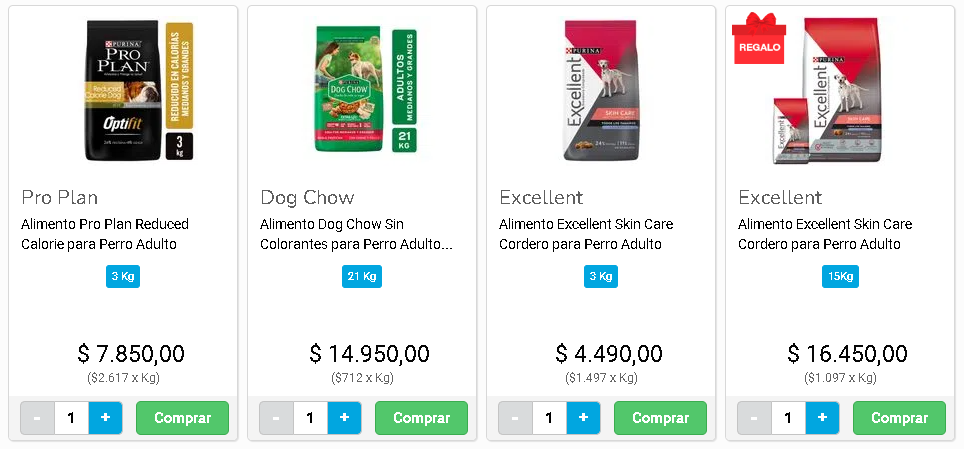 PURINA
PRO
PLAN
Reduced
Calorie Dog
Optifit
REDUCIDO EN CALORÍAS
MEDIANOS Y GRANDES
3
kg
Pro Plan
Alimento Pro Plan Reduced
Calorie para Perro Adulto
3 Kg
$ 7.850,00
($2.617 x Kg)
- 1 + Comprar
PURINA
DOG CHOW
ADULTOS
MEDIANOS Y GRANDES
21
KG
Dog Chow
Alimento Dog Chow Sin
Colorantes para Perro Adulto...
21 Kg
$ 14.950,00
($712 x Kg)
- 1 + Comprar
PURINA
Excellent
SKIN CARE
Excellent
Alimento Excellent Skin Care
Cordero para Perro Adulto
3 Kg
$ 4.490,00
($1.497 x Kg)
- 1 + Comprar
REGALO
PURINA
Excellent
SKIN CARE
Excellent
Excellent
Alimento Excellent Skin Care
Cordero para Perro Adulto
15Kg
$ 16.450,00
($1.097 x Kg)
- 1 + Comprar